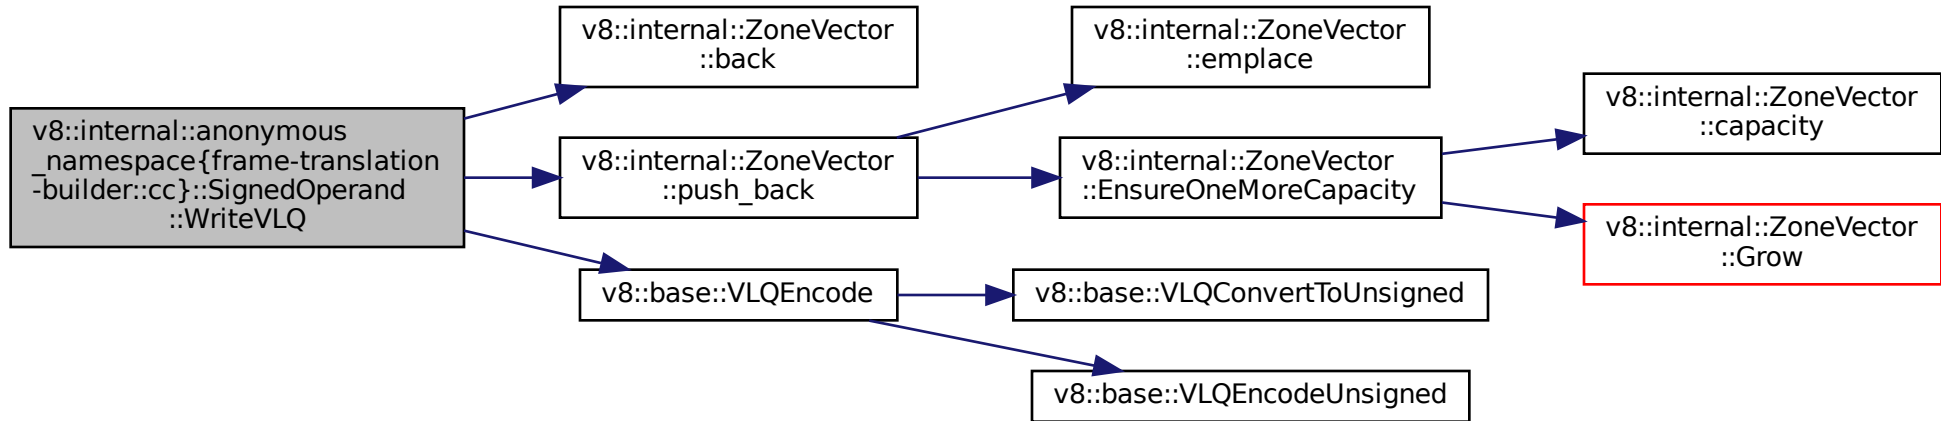 v8::internal::anonymous
_namespace{frame-translation
-builder::cc}::SignedOperand
::WriteVLQ
v8::internal::ZoneVector
::back
v8::internal::ZoneVector
::push_back
v8::base::VLQEncode
v8::internal::ZoneVector
::emplace
v8::internal::ZoneVector
::EnsureOneMoreCapacity
v8::base::VLQConvertToUnsigned
v8::base::VLQEncodeUnsigned
v8::internal::ZoneVector
::capacity
v8::internal::ZoneVector
::Grow